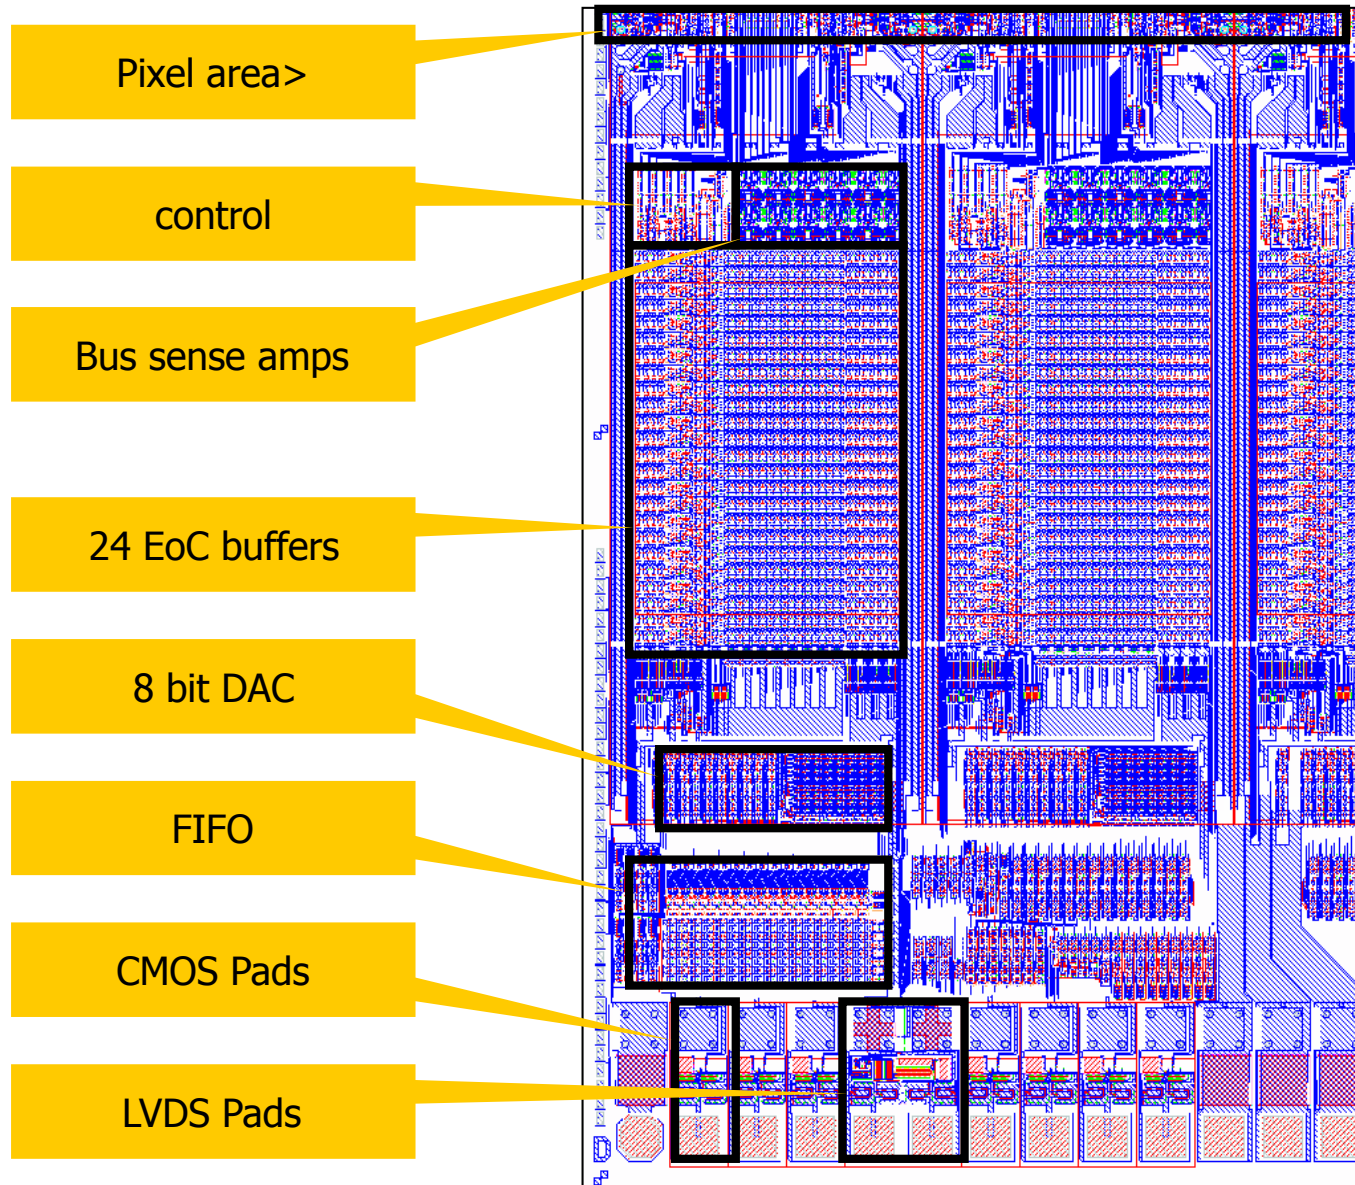 Pixel area>
control
Bus sense amps
24 EoC buffers
8 bit DAC
FIFO
CMOS Pads
LVDS Pads
D